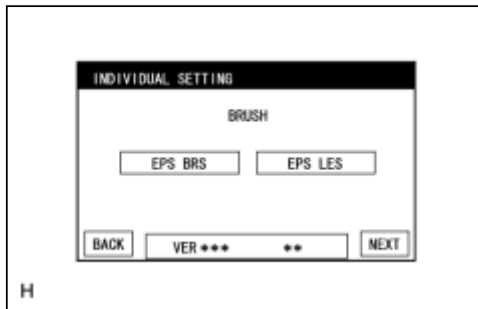 INDIVIDUAL SETTING
BRUSH
EPS BRS EPS LES
BACK VER*** ** NEXT
H